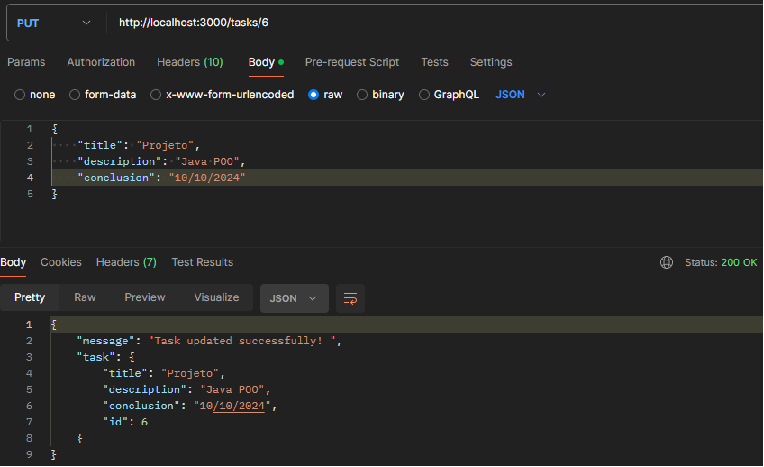 PUT http://localhost:3000/tasks/6
Params Authorization Headers (10) Body Pre-request Script Tests Settings
none form-data x-www-form-urlencoded raw binary GraphQL JSON
1 {
2 "title": "Projeto",
3 "description": "Java POO",
4 "conclusion": "10/10/2024"
5 }
Body Cookies Headers (7) Test Results Status: 200 OK
Pretty Raw Preview Visualize JSON
1 {
2 "message": "Task updated successfully! ",
3 "task": {
4 "title": "Projeto",
5 "description": "Java POO",
6 "conclusion": "10/10/2024",
7 "id": 6
8 {
9 }